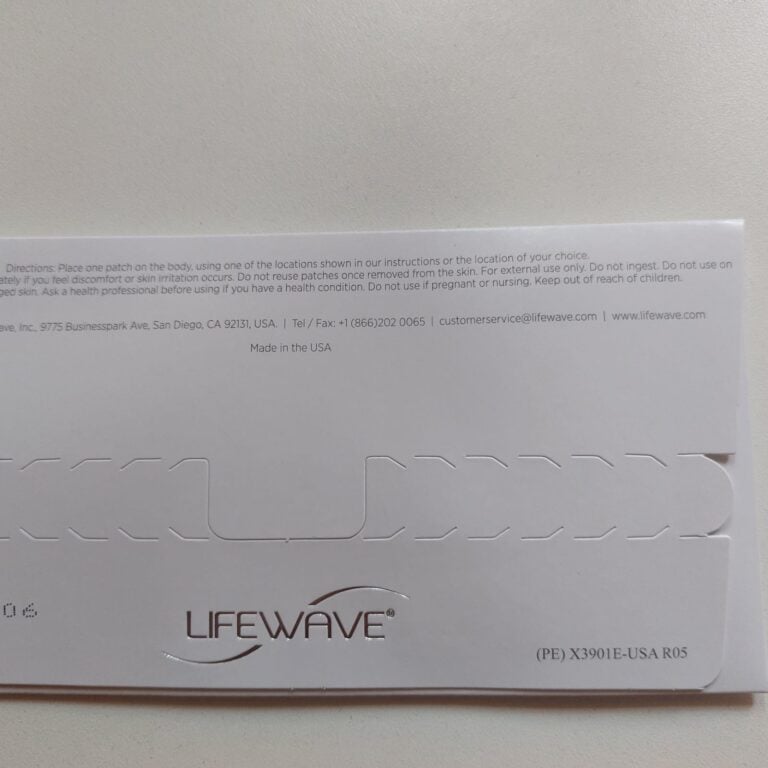 Directions: Place one patch on the body, using one of the locations shown in our instructions or the location of your choice.
ately if you feel discomfort or skin irritation occurs. Do not reuse patches once removed from the skin. For external use only. Do not ingest. Do not use on
ged skin. Ask a health professional before using if you have a health condition. Do not use if pregnant or nursing. Keep out of reach of children.
ave, Inc., 9775 Businesspark Ave, San Diego, CA 92131, USA. | Tel / Fax: +1 (866)202 0065 | customerservice@lifewave.com | www.lifewave.com
Made in the USA
06
LIFEWAVE®
(PE) X3901E-USA R05